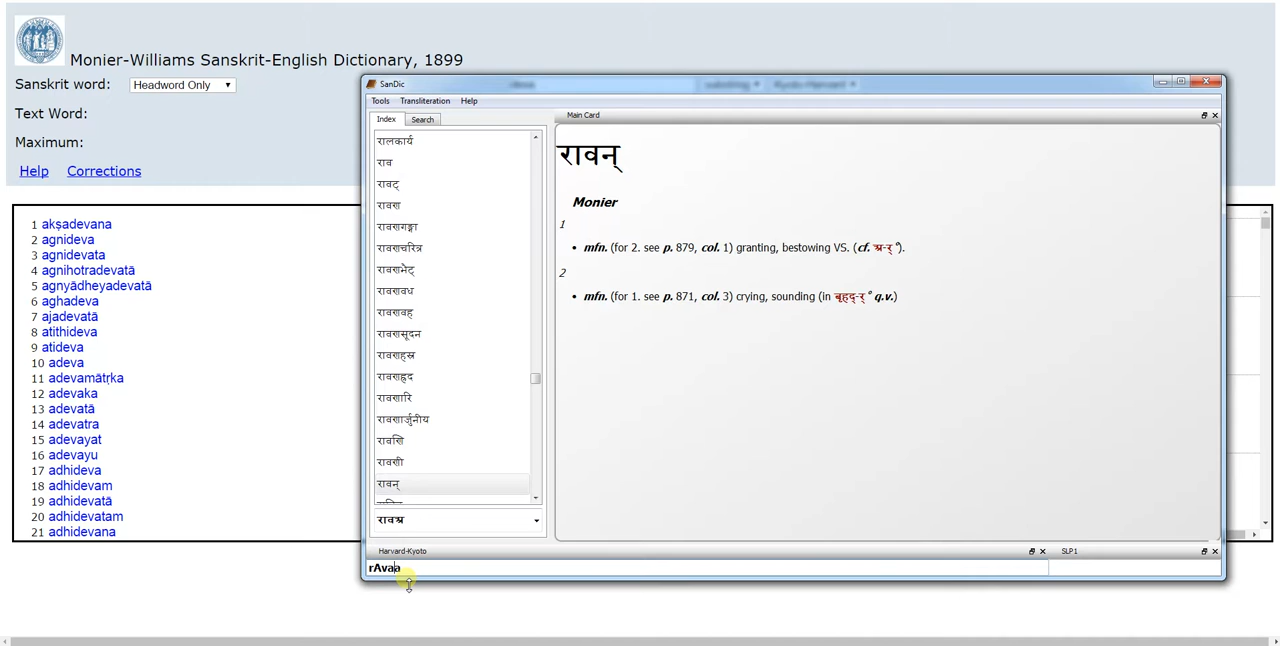 Monier-Williams Sanskrit-English Dictionary, 1899
Sanskrit word: Headword Only ▼
Text Word:
Maximum:
Help Corrections
1 akṣadevana
2 agnideva
3 agnidevata
4 agnihotradevatā
5 agnyādheyadevatā
6 aghadeva
7 ajadevatā
8 atithideva
9 atideva
10 adeva
11 adevamātṛka
12 adevaka
13 adevatā
14 adevatra
15 adevayat
16 adevayu
17 adhideva
18 adhidevam
19 adhidevatā
20 adhidevatam
21 adhidevana
SanDic
Tools Transliteration Help
Index Search
रालकार्य
राव
रावट्
रावण
रावणगङ्गा
रावणचरित्र
रावणभैट्
रावणवध
रावणवह
रावणसूदन
रावणहस्र
रावणह्रद
रावणारि
रावणार्जुनीय
रावणि
रावणी
रावन्
रावश्र
Main Card
रावन्
Monier
1
• mfn. (for 2. see p. 879, col. 1) granting, bestowing VS. (cf. श्र-र्°).
2
• mfn. (for 1. see p. 871, col. 3) crying, sounding (in बृहद्-र्° q.v.)
Harvard-Kyoto
rAvaa
SLP1